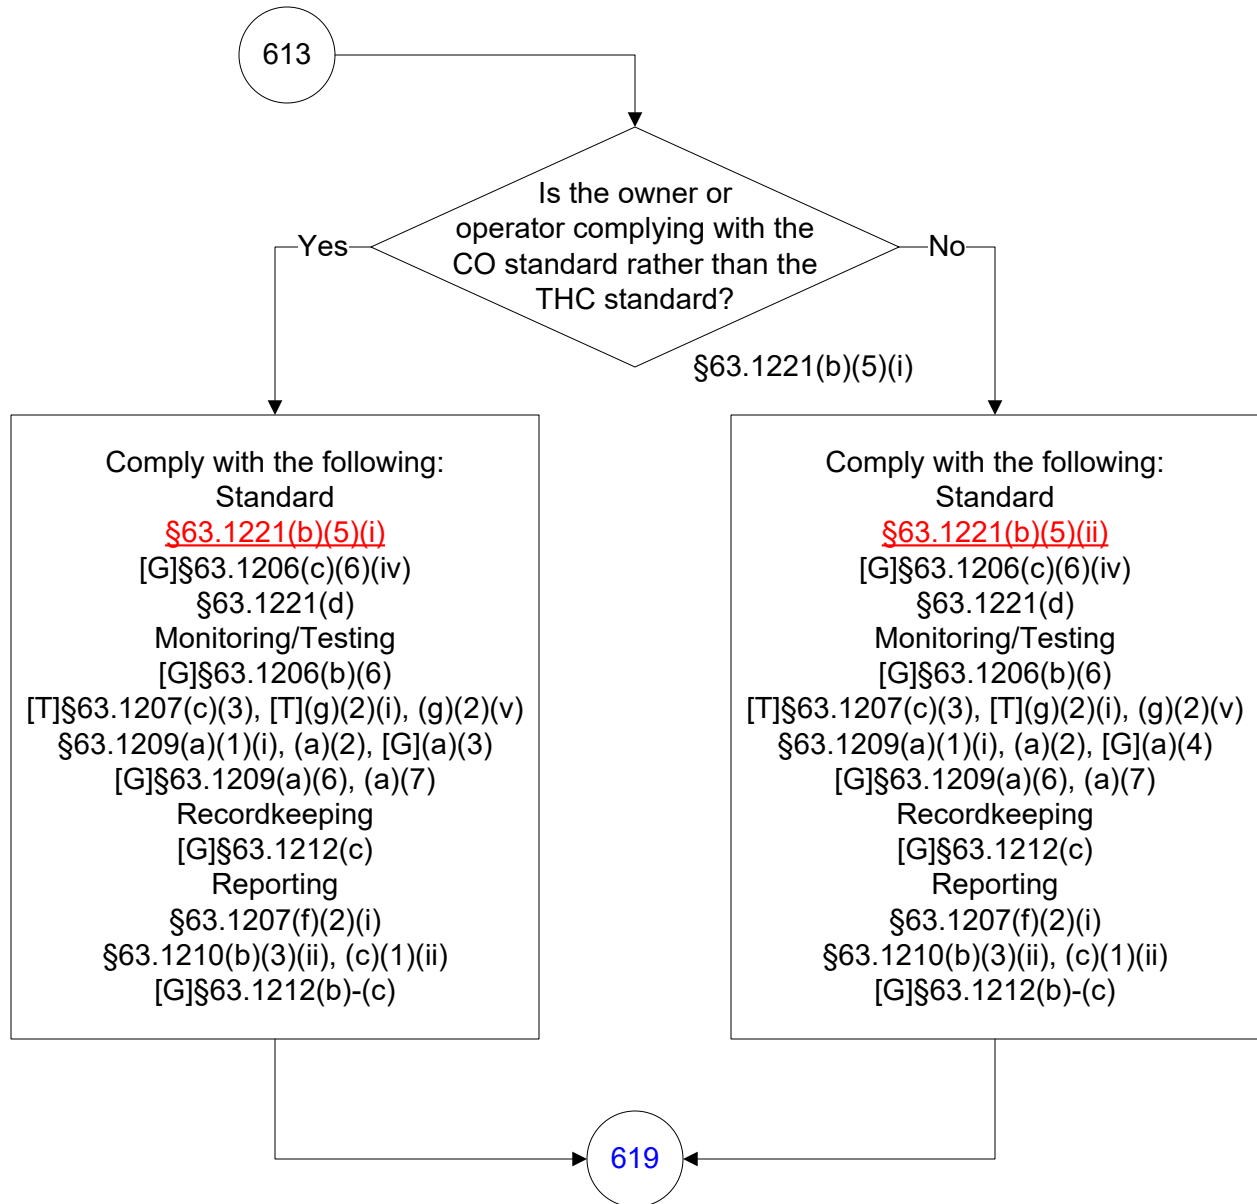 613
Is the owner or
operator complying with the
CO standard rather than the
THC standard?
Yes
No
§63.1221(b)(5)(i)
Comply with the following:
Standard
§63.1221(b)(5)(i)
[G]§63.1206(c)(6)(iv)
§63.1221(d)
Monitoring/Testing
[G]§63.1206(b)(6)
[T]§63.1207(c)(3), [T](g)(2)(i), (g)(2)(v)
§63.1209(a)(1)(i), (a)(2), [G](a)(3)
[G]§63.1209(a)(6), (a)(7)
Recordkeeping
[G]§63.1212(c)
Reporting
§63.1207(f)(2)(i)
§63.1210(b)(3)(ii), (c)(1)(ii)
[G]§63.1212(b)-(c)
Comply with the following:
Standard
§63.1221(b)(5)(ii)
[G]§63.1206(c)(6)(iv)
§63.1221(d)
Monitoring/Testing
[G]§63.1206(b)(6)
[T]§63.1207(c)(3), [T](g)(2)(i), (g)(2)(v)
§63.1209(a)(1)(i), (a)(2), [G](a)(4)
[G]§63.1209(a)(6), (a)(7)
Recordkeeping
[G]§63.1212(c)
Reporting
§63.1207(f)(2)(i)
§63.1210(b)(3)(ii), (c)(1)(ii)
[G]§63.1212(b)-(c)
619